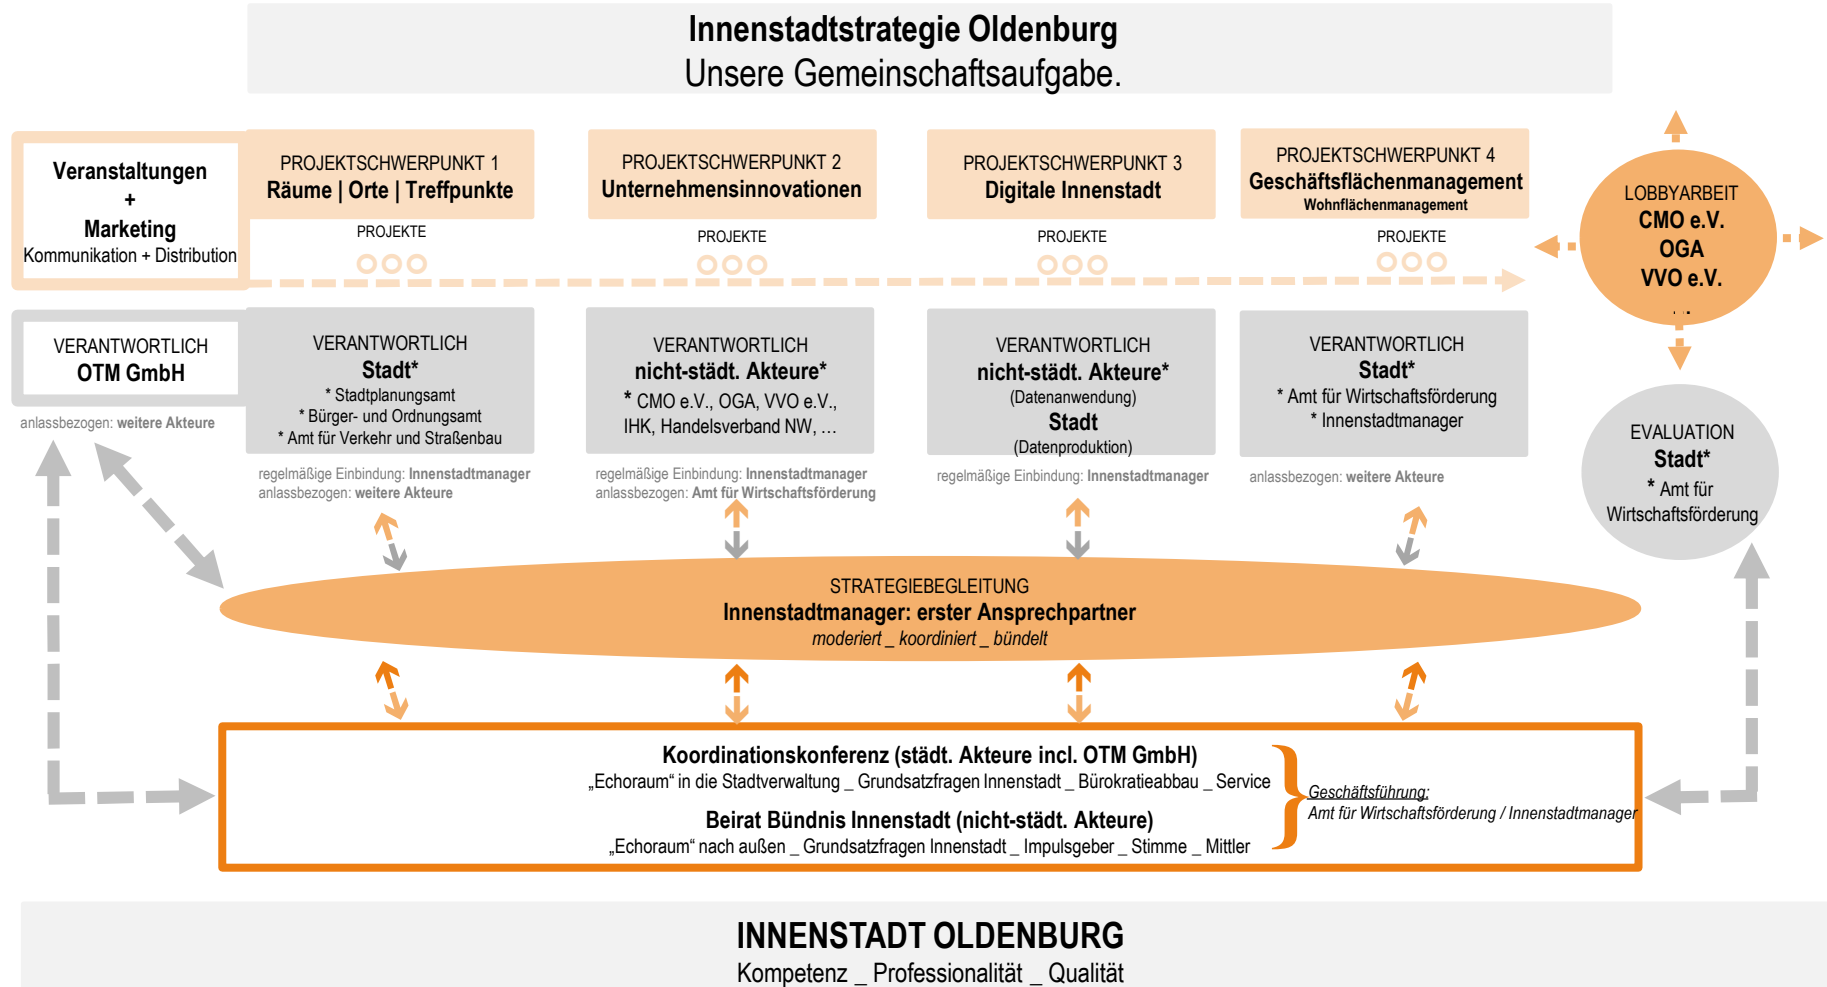 Innenstadtstrategie Oldenburg
Unsere Gemeinschaftsaufgabe.
Veranstaltungen
+
Marketing
Kommunikation + Distribution
PROJEKTSCHWERPUNKT 1
Räume | Orte | Treffpunkte
PROJEKTE
PROJEKTSCHWERPUNKT 2
Unternehmensinnovationen
PROJEKTE
PROJEKTSCHWERPUNKT 3
Digitale Innenstadt
PROJEKTE
PROJEKTSCHWERPUNKT 4
Geschäftsflächenmanagement
Wohnflächenmanagement
PROJEKTE
LOBBYARBEIT
CMO e.V.
OGA
VVO e.V.
...
VERANTWORTLICH
OTM GmbH
anlassbezogen: weitere Akteure
VERANTWORTLICH
Stadt*
* Stadtplanungsamt
* Bürger- und Ordnungsamt
* Amt für Verkehr und Straßenbau
regelmäßige Einbindung: Innenstadtmanager
anlassbezogen: weitere Akteure
VERANTWORTLICH
nicht-städt. Akteure*
* CMO e.V., OGA, VVO e.V.,
IHK, Handelsverband NW, …
regelmäßige Einbindung: Innenstadtmanager
anlassbezogen: Amt für Wirtschaftsförderung
VERANTWORTLICH
nicht-städt. Akteure*
(Datenanwendung)
Stadt
(Datenproduktion)
regelmäßige Einbindung: Innenstadtmanager
VERANTWORTLICH
Stadt*
* Amt für Wirtschaftsförderung
* Innenstadtmanager
anlassbezogen: weitere Akteure
EVALUATION
Stadt*
* Amt für
Wirtschaftsförderung
STRATEGIEBEGLEITUNG
Innenstadtmanager: erster Ansprechpartner
moderiert _ koordiniert _ bündelt
Koordinationskonferenz (städt. Akteure incl. OTM GmbH)
„Echoraum“ in die Stadtverwaltung _ Grundsatzfragen Innenstadt _ Bürokratieabbau _ Service
Beirat Bündnis Innenstadt (nicht-städt. Akteure)
„Echoraum“ nach außen _ Grundsatzfragen Innenstadt _ Impulsgeber _ Stimme _ Mittler
Geschäftsführung:
Amt für Wirtschaftsförderung / Innenstadtmanager
INNENSTADT OLDENBURG
Kompetenz _ Professionalität _ Qualität